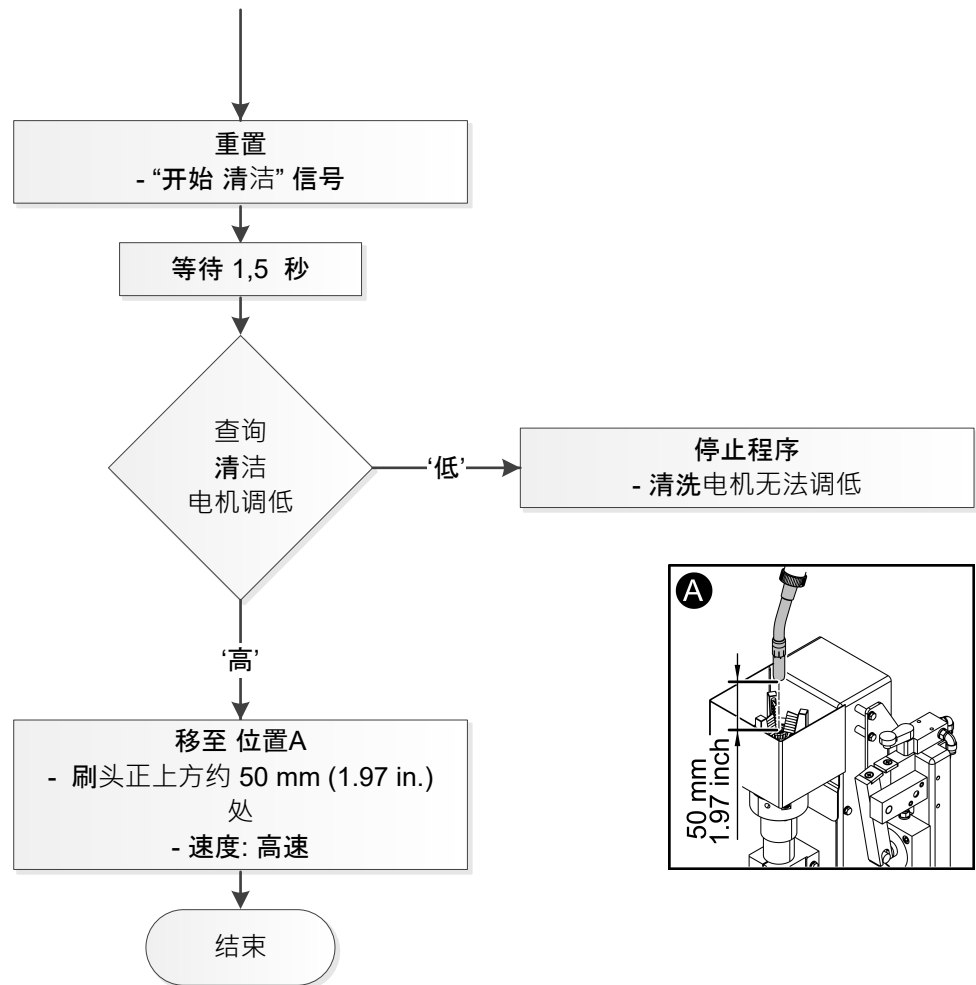 重置
- “开始 清洁” 信号
等待 1,5 秒
查询
清洁
电机调低
‘低’
停止程序
- 清洗电机无法调低
‘高’
A
50 mm
1.97 inch
移至 位置A
- 刷头正上方约 50 mm (1.97 in.)
处
- 速度: 高速
结束